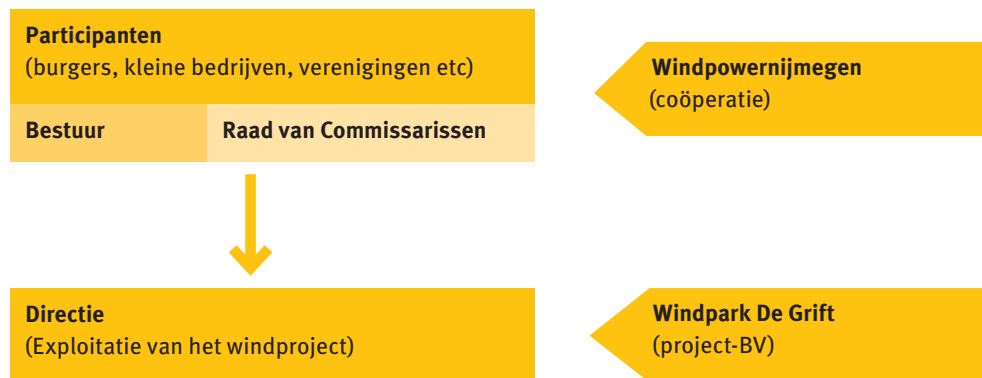 Participanten
(burgers, kleine bedrijven, verenigingen etc)
Windpowernijmegen
(coöperatie)
Bestuur
Raad van Commissarissen
Directie
(Exploitatie van het windproject)
Windpark De Grift
(project-BV)